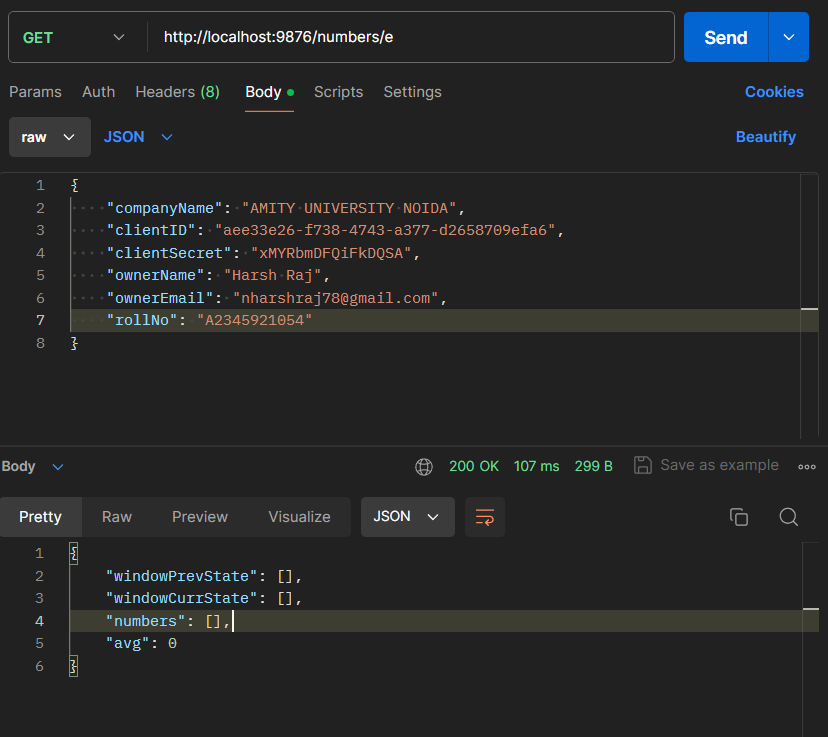 GET http://localhost:9876/numbers/e Send
Params Auth Headers (8) Body Scripts Settings Cookies
raw JSON Beautify
1 {
2 "companyName": "AMITY UNIVERSITY NOIDA",
3 "clientID": "aee33e26-f738-4743-a377-d2658709efa6",
4 "clientSecret": "xMYRbmDFQiFkDQSA",
5 "ownerName": "Harsh Raj",
6 "ownerEmail": "nharshraj78@gmail.com",
7 "rollNo": "A2345921054"
8 }
Body 200 OK 107 ms 299 B Save as example
Pretty Raw Preview Visualize JSON
1 {
2 "windowPrevState": [],
3 "windowCurrState": [],
4 "numbers": [],
5 "avg": 0
6 }